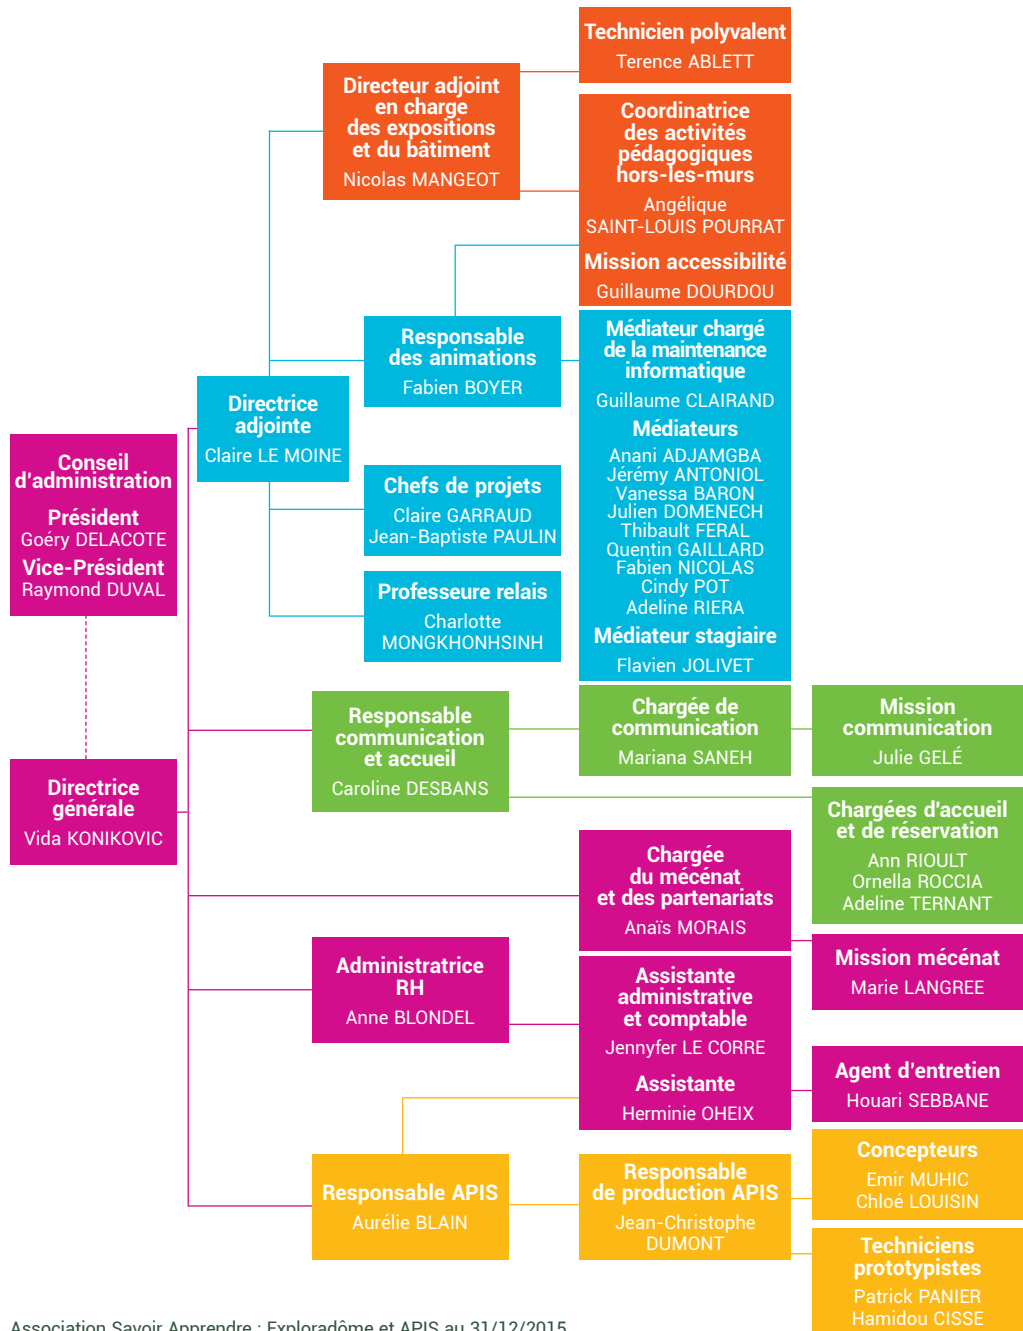 Technicien polyvalent
Terence ABLETT
Directeur adjoint
en charge
des expositions
et du bâtiment
Nicolas MANGEOT
Coordinatrice
des activités
pédagogiques
hors-les-murs
Angélique
SAINT-LOUIS POURRAT
Mission accessibilité
Guillaume DOURDOU
Responsable
des animations
Fabien BOYER
Médiateur chargé
de la maintenance
informatique
Guillaume CLAIRAND
Médiateurs
Anani ADJAMGBA
Jérémy ANTONIOL
Vanessa BARON
Julien DOMENECH
Thibault FERAL
Quentin GAILLARD
Fabien NICOLAS
Cindy POT
Adeline RIERA
Médiateur stagiaire
Flavien JOLIVET
Directrice
adjointe
Claire LE MOINE
Chefs de projets
Claire GARRAUD
Jean-Baptiste PAULIN
Professeure relais
Charlotte
MONGKHONHSINH
Conseil
d'administration
Président
Goéry DELACOTE
Vice-Président
Raymond DUVAL
Directrice
générale
Vida KONIKOVIC
Responsable
communication
et accueil
Caroline DESBANS
Chargée de
communication
Mariana SANEH
Mission
communication
Julie GELÉ
Chargées d'accueil
et de réservation
Ann RIOULT
Ornella ROCCIA
Adeline TERNANT
Chargée
du mécénat
et des partenariats
Anaïs MORAIS
Mission mécénat
Marie LANGREE
Administratrice
RH
Anne BLONDEL
Assistante
administrative
et comptable
Jennyfer LE CORRE
Assistante
Herminie OHEIX
Agent d'entretien
Houari SEBBANE
Responsable APIS
Aurélie BLAIN
Responsable
de production APIS
Jean-Christophe
DUMONT
Concepteurs
Emir MUHIC
Chloé LOUISIN
Techniciens
prototypistes
Patrick PANIER
Hamidou CISSE
Association Savoir Apprendre : Exploradôme et APIS au 31/12/2015